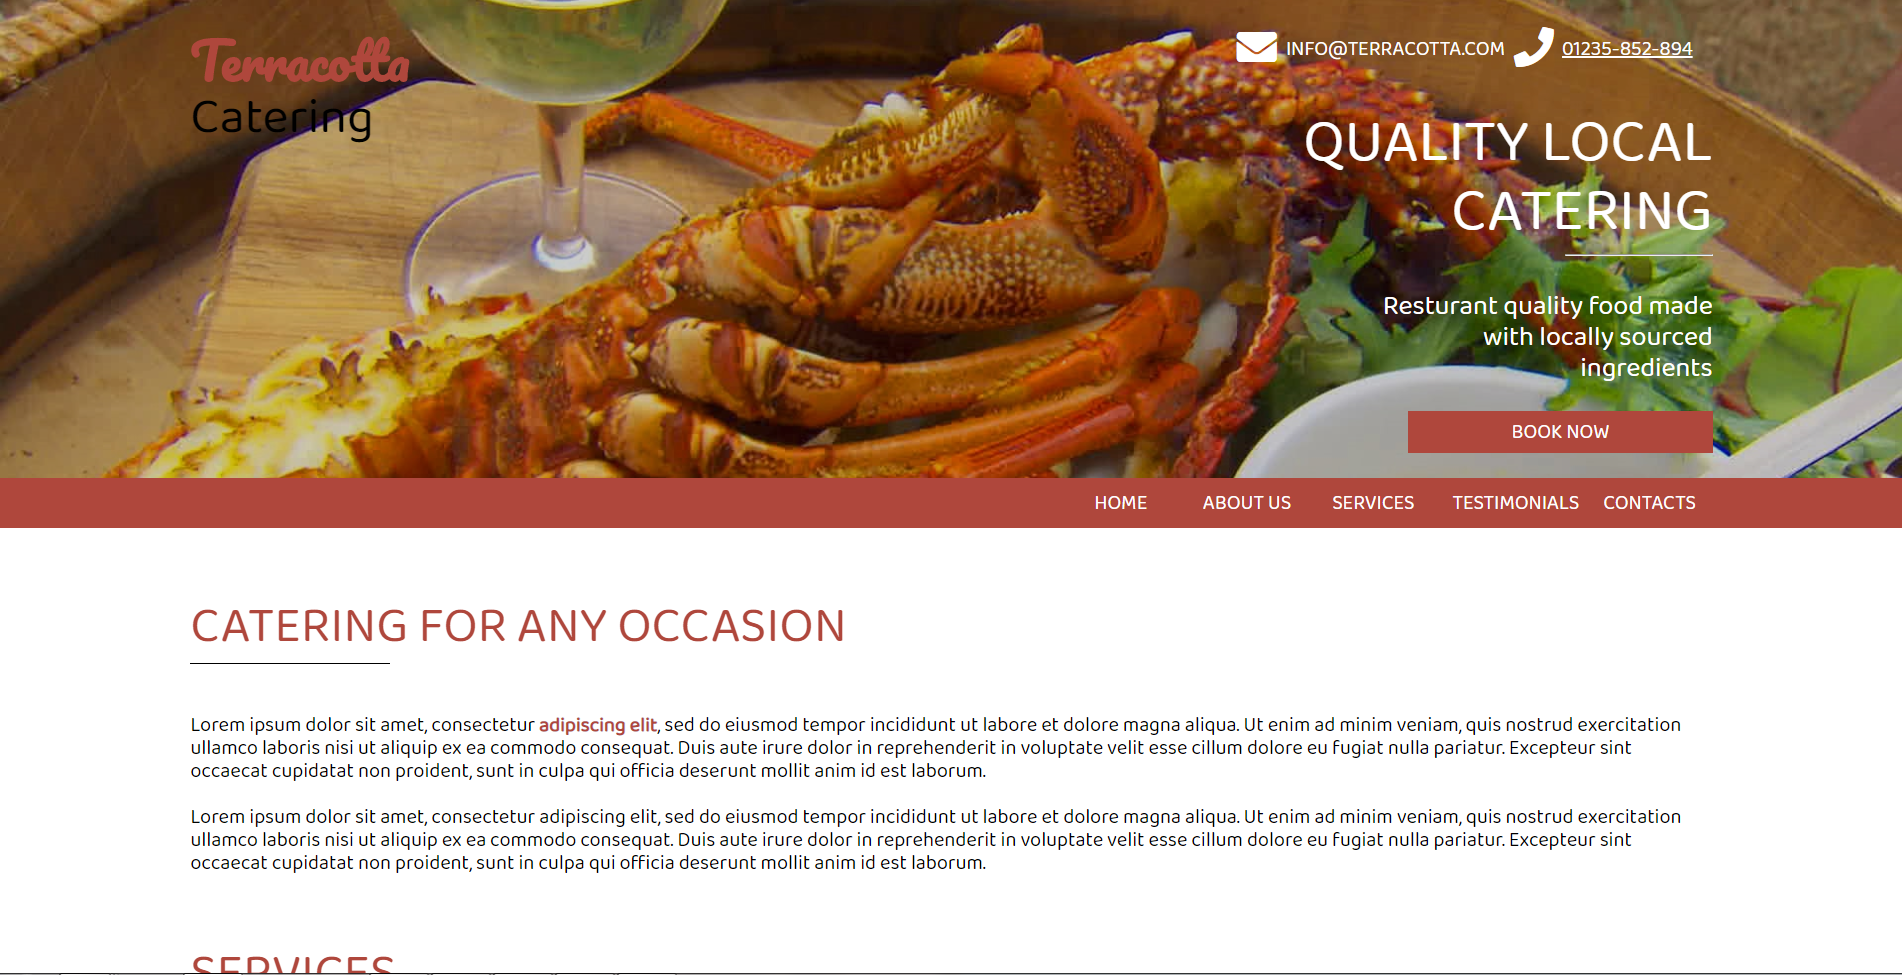 Terracotta
Catering
INFO@TERRACOTTA.COM 01235-852-894
QUALITY LOCAL
CATERING
Resturant quality food made
with locally sourced
ingredients
BOOK NOW
HOME ABOUT US SERVICES TESTIMONIALS CONTACTS
CATERING FOR ANY OCCASION
Lorem ipsum dolor sit amet, consectetur adipiscing elit, sed do eiusmod tempor incididunt ut labore et dolore magna aliqua. Ut enim ad minim veniam, quis nostrud exercitation
ullamco laboris nisi ut aliquip ex ea commodo consequat. Duis aute irure dolor in reprehenderit in voluptate velit esse cillum dolore eu fugiat nulla pariatur. Excepteur sint
occaecat cupidatat non proident, sunt in culpa qui officia deserunt mollit anim id est laborum.
Lorem ipsum dolor sit amet, consectetur adipiscing elit, sed do eiusmod tempor incididunt ut labore et dolore magna aliqua. Ut enim ad minim veniam, quis nostrud exercitation
ullamco laboris nisi ut aliquip ex ea commodo consequat. Duis aute irure dolor in reprehenderit in voluptate velit esse cillum dolore eu fugiat nulla pariatur. Excepteur sint
occaecat cupidatat non proident, sunt in culpa qui officia deserunt mollit anim id est laborum.
SERVICES